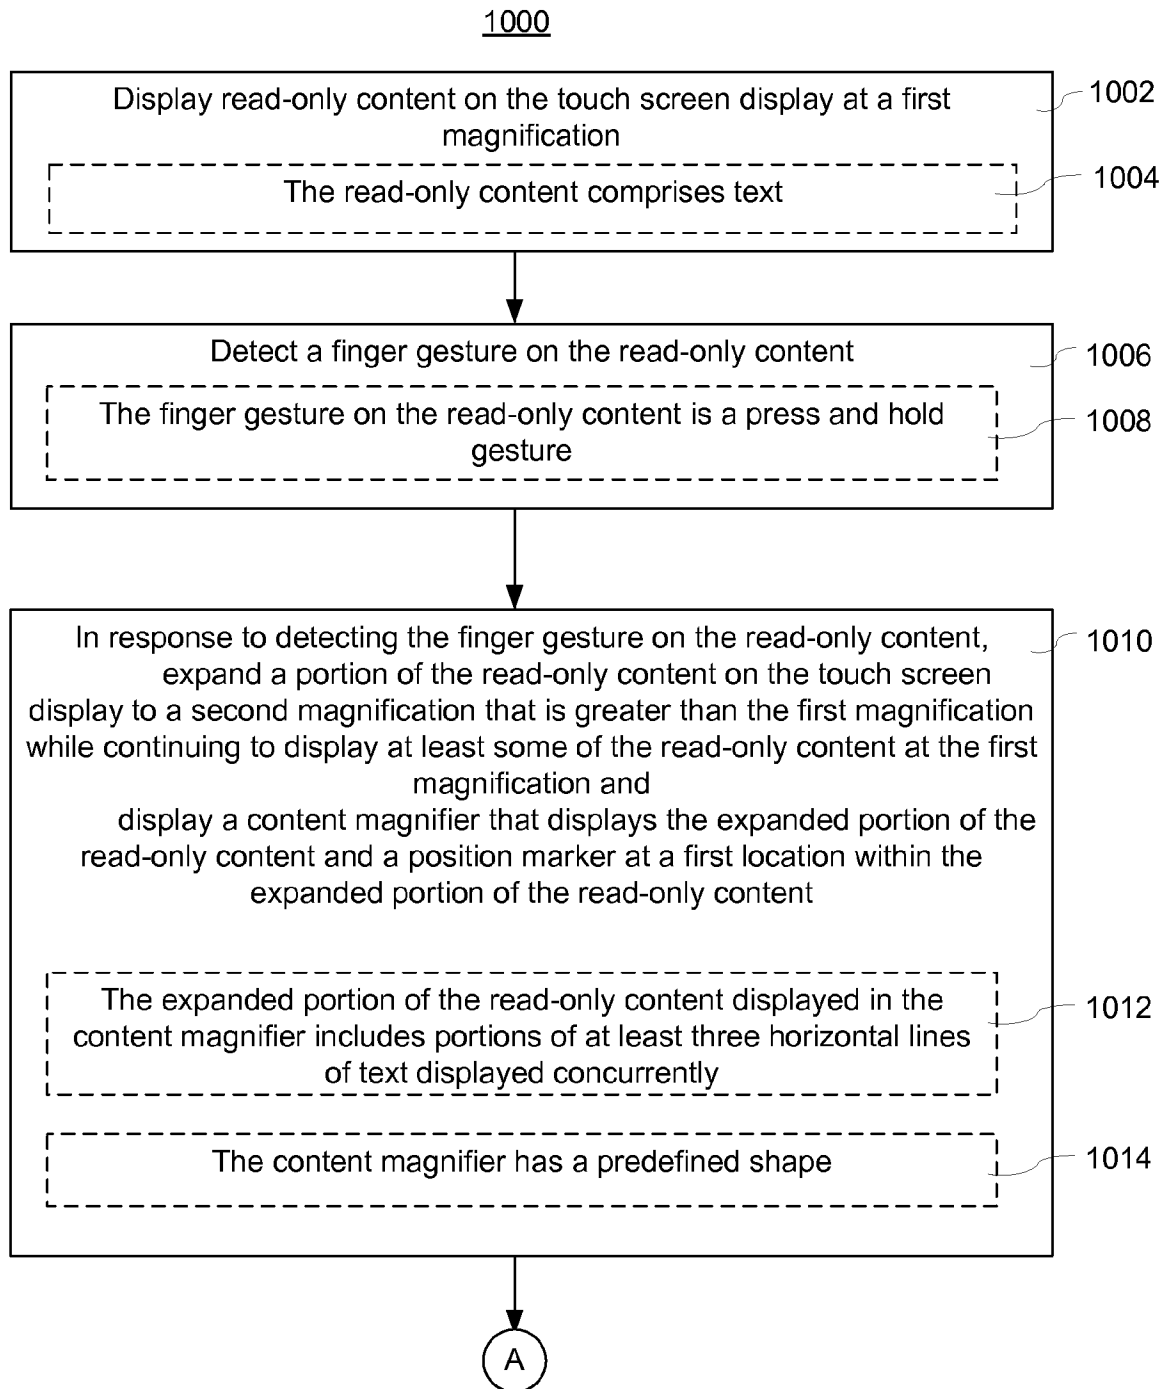 1000
Display read-only content on the touch screen display at a first
magnification
1002
The read-only content comprises text
1004
Detect a finger gesture on the read-only content
1006
The finger gesture on the read-only content is a press and hold
gesture
1008
In response to detecting the finger gesture on the read-only content,
expand a portion of the read-only content on the touch screen
display to a second magnification that is greater than the first magnification
while continuing to display at least some of the read-only content at the first
magnification and
display a content magnifier that displays the expanded portion of the
read-only content and a position marker at a first location within the
expanded portion of the read-only content
1010
The expanded portion of the read-only content displayed in the
content magnifier includes portions of at least three horizontal lines
of text displayed concurrently
1012
The content magnifier has a predefined shape
1014
A